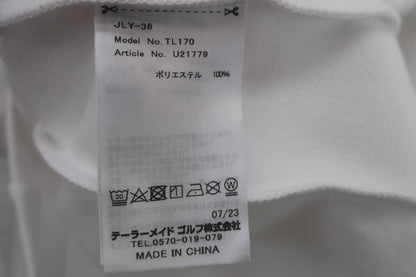 JLY-36
Model No. TL170
Article No. U21779
ポリエステル 100%
07/23
テーラーメイド ゴルフ株式会社
TEL.0570-019-079
MADE IN CHINA